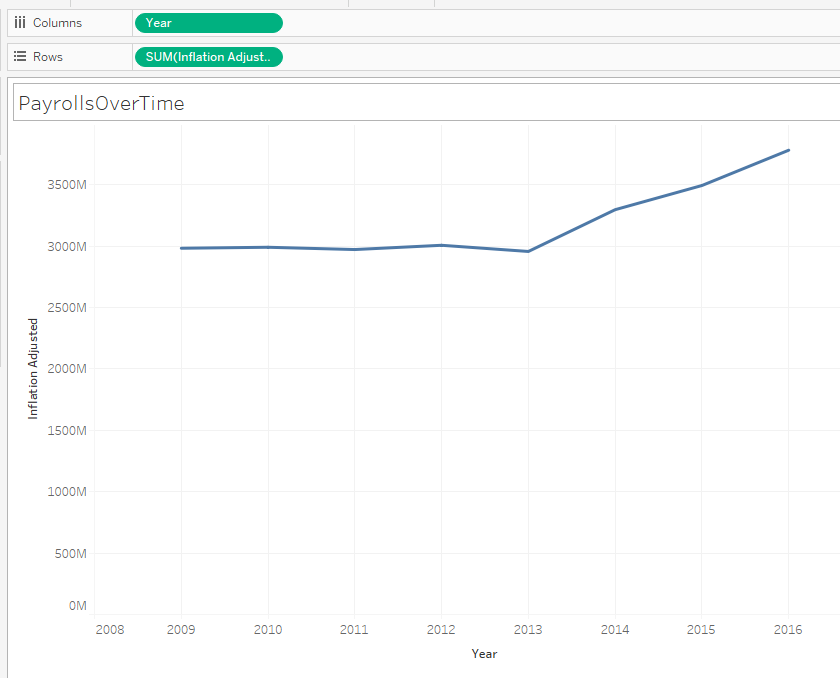 Columns
Year
Rows
SUM(Inflation Adjust..
PayrollsOverTime
3500M
3000M
2500M
2000M
1500M
1000M
500M
0M
Inflation Adjusted
2008 2009 2010 2011 2012 2013 2014 2015 2016
Year